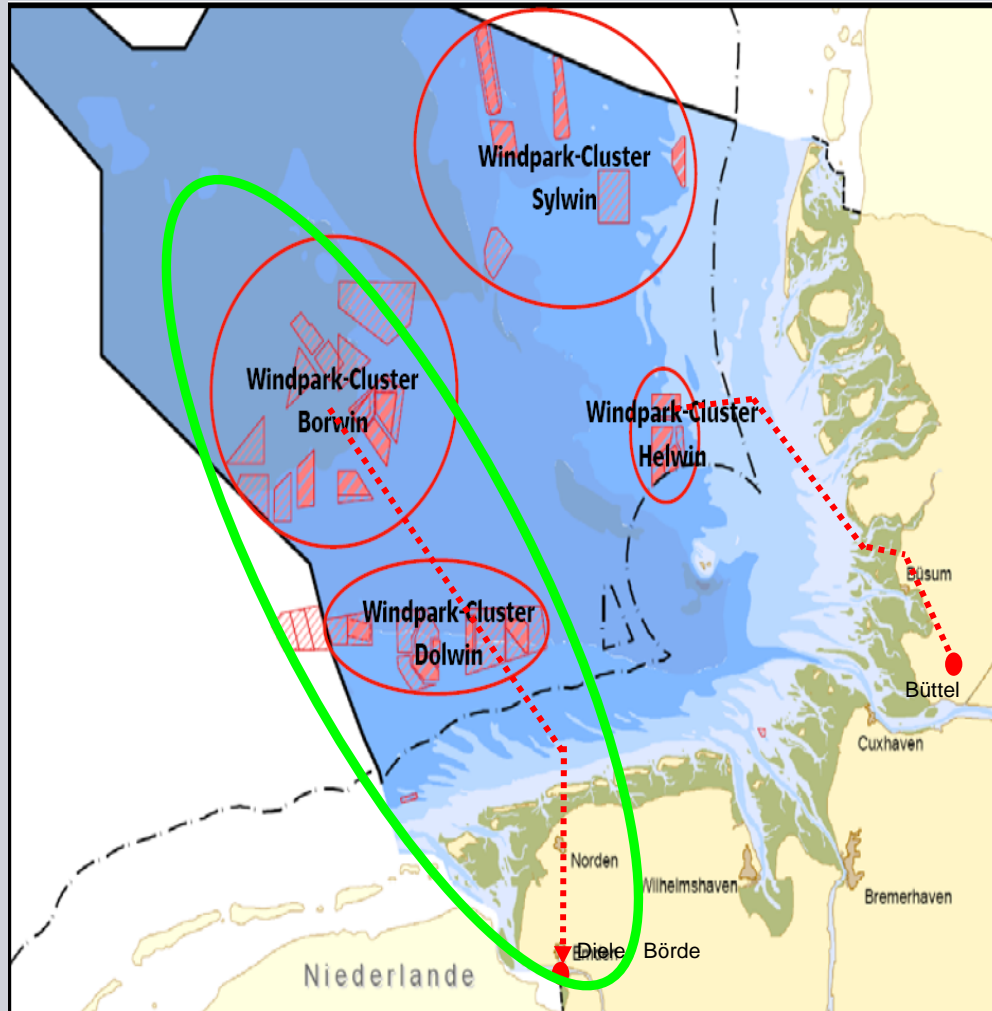 Windpark-Cluster
Sylwin
Windpark-Cluster
Borwin
Windpark-Cluster
Helwin
Windpark-Cluster
Dolwin
Büsum
Büttel
Cuxhaven
Norden
Wilhelmshaven
Bremerhaven
Diele Börde
Emden
Niederlande